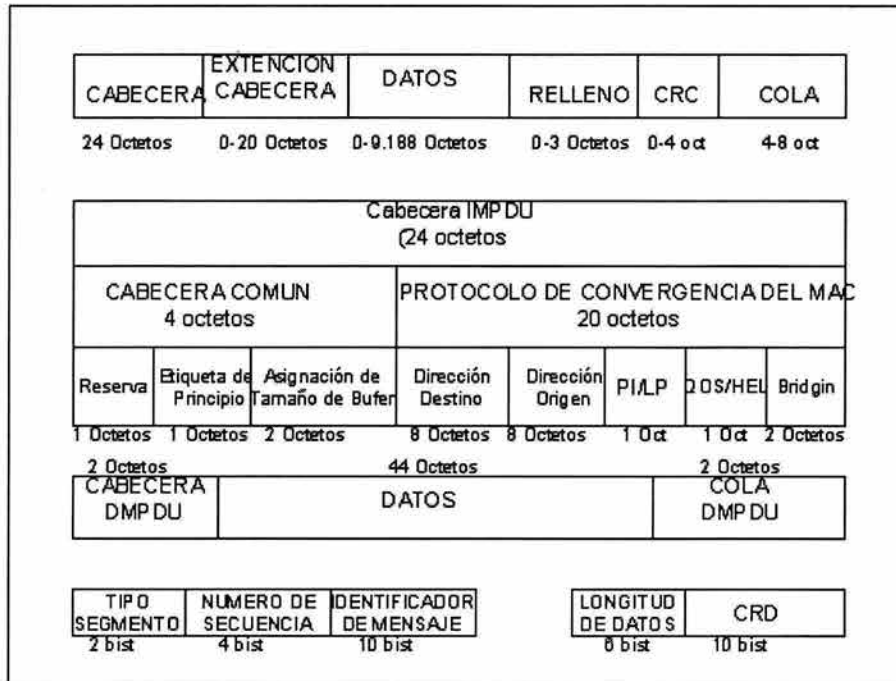 EXTENCION
CABECERA CABECERA DATOS RELLENO CRC COLA
24 Octetos 0-20 Octetos 0-9.188 Octetos 0-3 Octetos 0-4 oct 4-8 oct
Cabecera IMPDU
(24 octetos
CABECERA COMUN PROTOCOLO DE CONVERGENCIA DEL MAC
4 octetos 20 octetos
Reserva Etiqueta de Principio Asignación de Tamaño de Bufer Dirección Destino Dirección Origen PI/LP QOS/HEL Bridgin
1 Octetos 1 Octetos 2 Octetos 8 Octetos 8 Octetos 1 Oct 1 Oct 2 Octetos
2 Octetos 44 Octetos 2 Octetos
CABECERA DMPDU DATOS COLA DMPDU
TIPO SEGMENTO NUMERO DE SECUENCIA IDENTIFICADOR DE MENSAJE LONGITUD DE DATOS CRD
2 bist 4 bist 10 bist 6 bist 10 bist